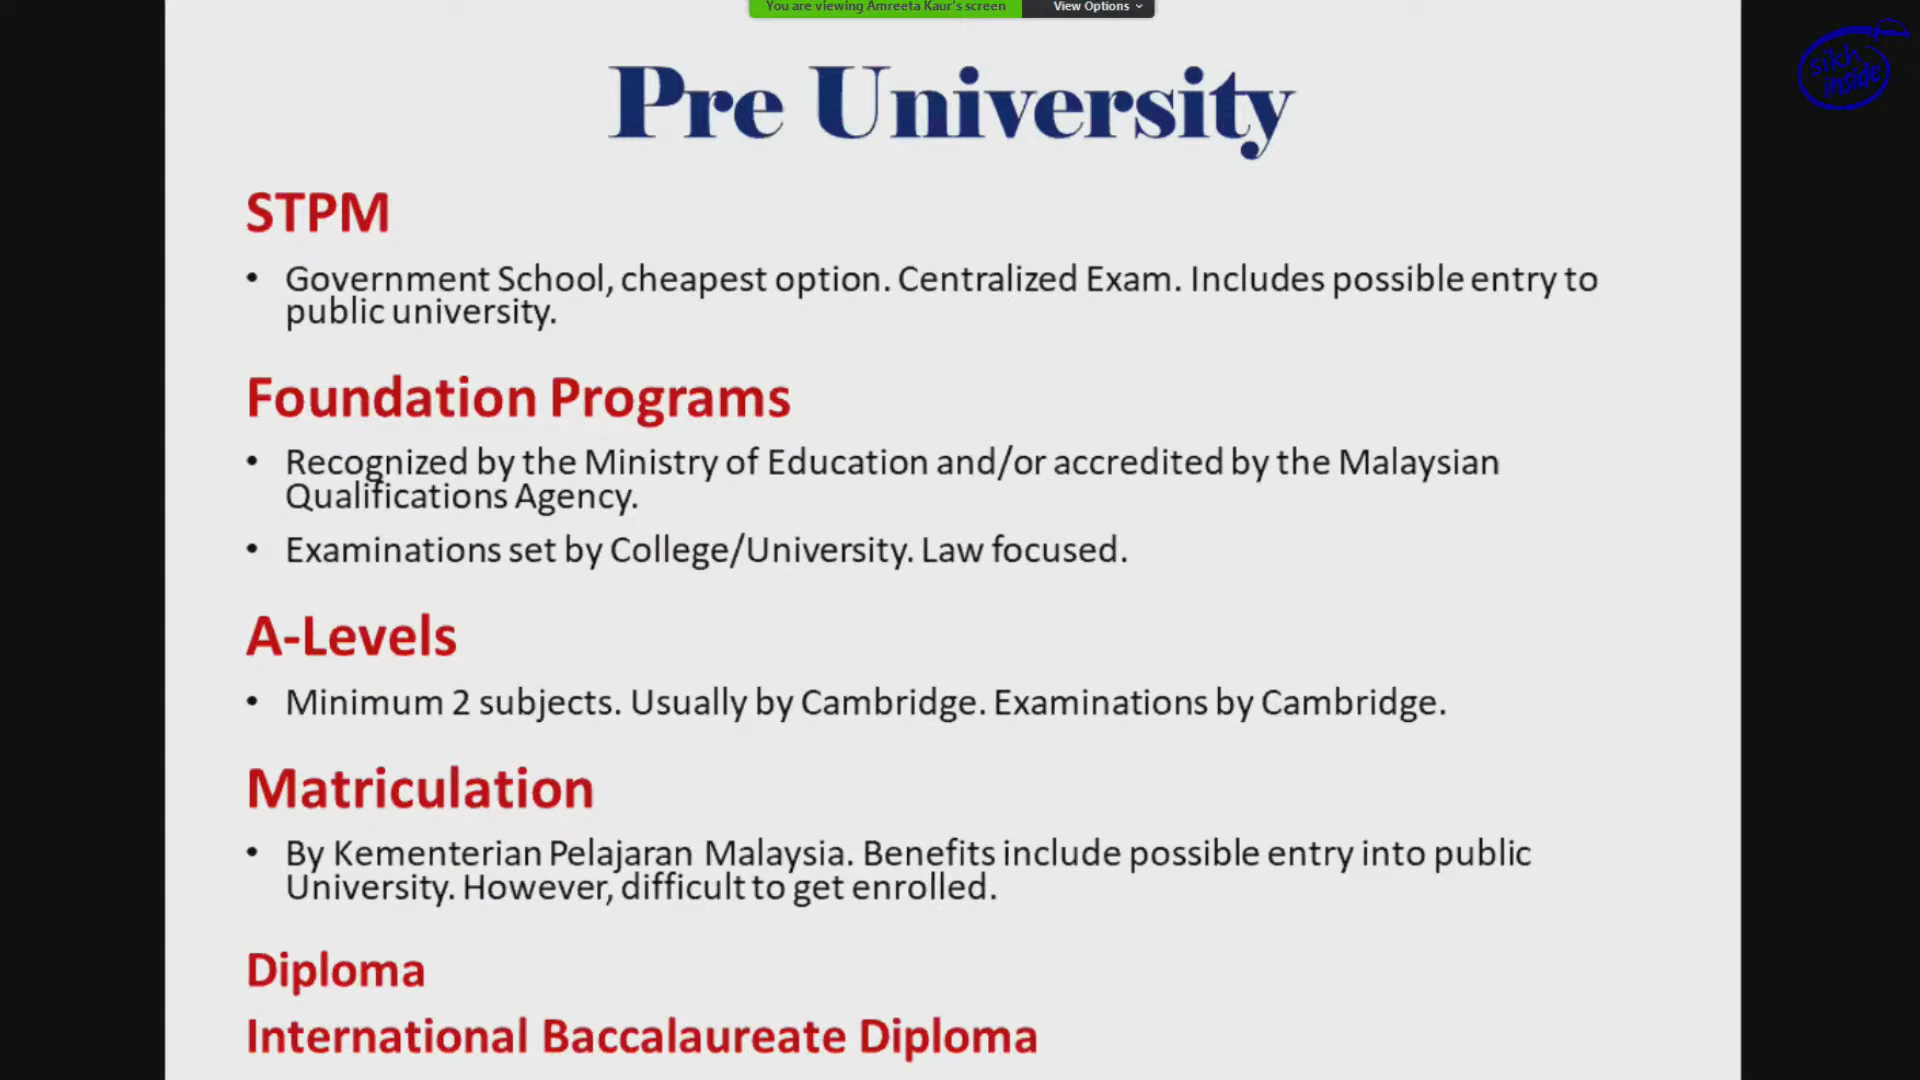 You are viewing Amreeta Kaur's screen
View Options
sikh
inside
Pre University
STPM
• Government School, cheapest option. Centralized Exam. Includes possible entry to
public university.
Foundation Programs
• Recognized by the Ministry of Education and/or accredited by the Malaysian
Qualifications Agency.
• Examinations set by College/University. Law focused.
A-Levels
• Minimum 2 subjects. Usually by Cambridge. Examinations by Cambridge.
Matriculation
• By Kementerian Pelajaran Malaysia. Benefits include possible entry into public
University. However, difficult to get enrolled.
Diploma
International Baccalaureate Diploma